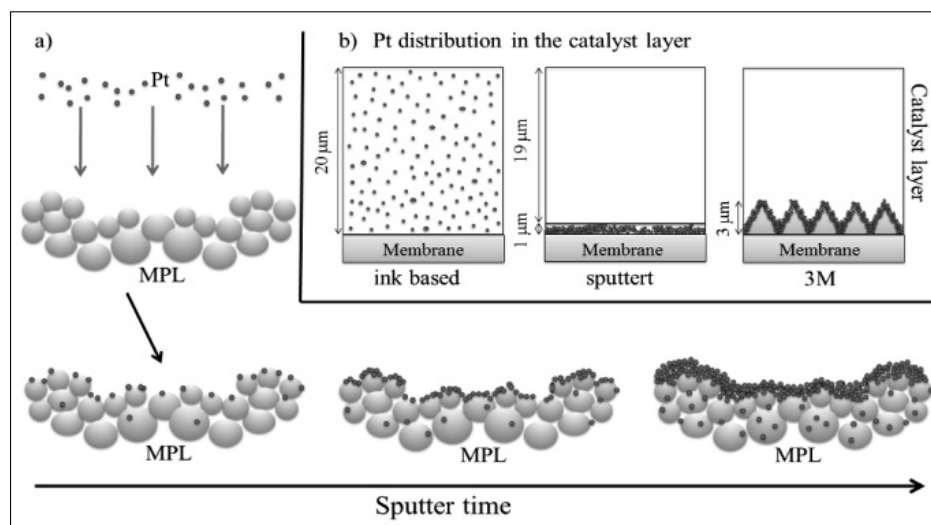 a)
Pt
MPL
b) Pt distribution in the catalyst layer
20 µm
Membrane
ink based
19 µm
1 µm
Membrane
sputtert
3 µm
Membrane
3M
Catalyst layer
MPL
MPL
MPL
Sputter time